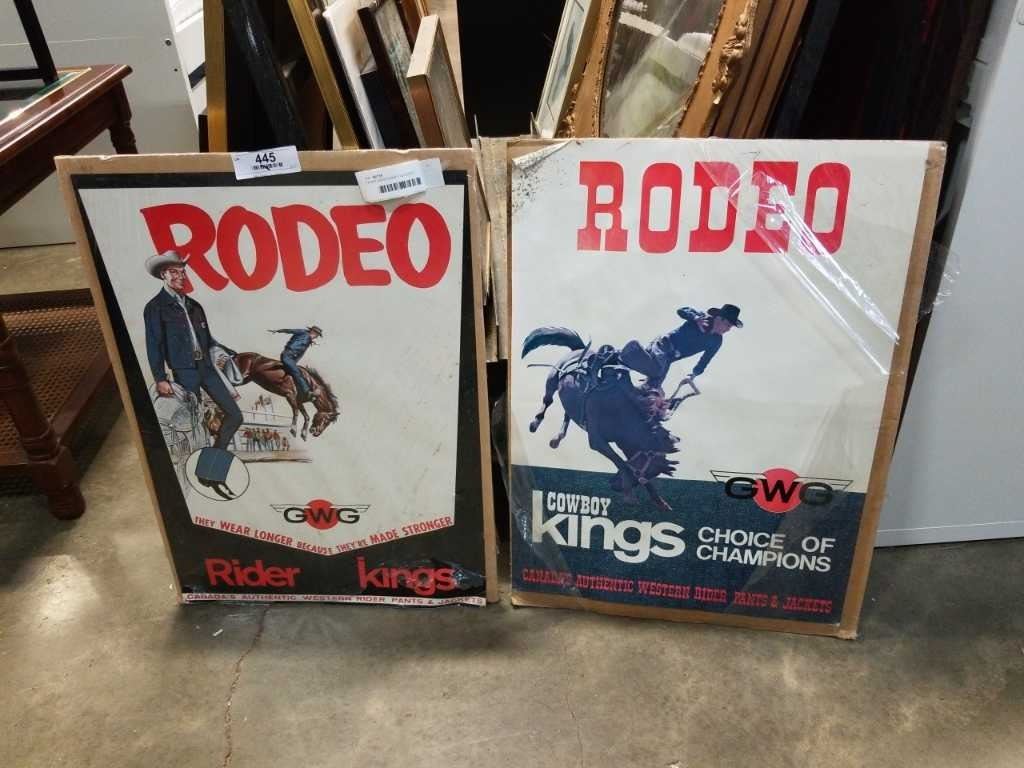 445
RODEO
GWG
THEY WEAR LONGER BECAUSE THEY'RE MADE STRONGER
Rider kings
CANADA'S AUTHENTIC WESTERN RIDER PANTS & JACKETS
RODEO
GWG
COWBOY
kings
CHOICE OF
CHAMPIONS
CANADA'S AUTHENTIC WESTERN RIDER PANTS & JACKETS